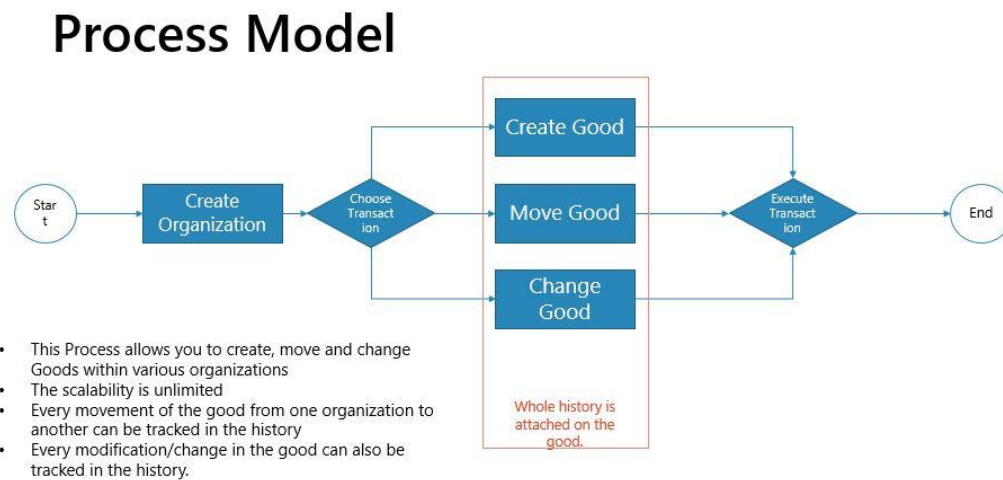 Process Model
Star
t
Create
Organization
Choose
Transact
ion
Create Good
Move Good
Change
Good
Execute
Transact
ion
End
Whole history is
attached on the
good.
• This Process allows you to create, move and change
Goods within various organizations
• The scalability is unlimited
• Every movement of the good from one organization to
another can be tracked in the history
• Every modification/change in the good can also be
tracked in the history.